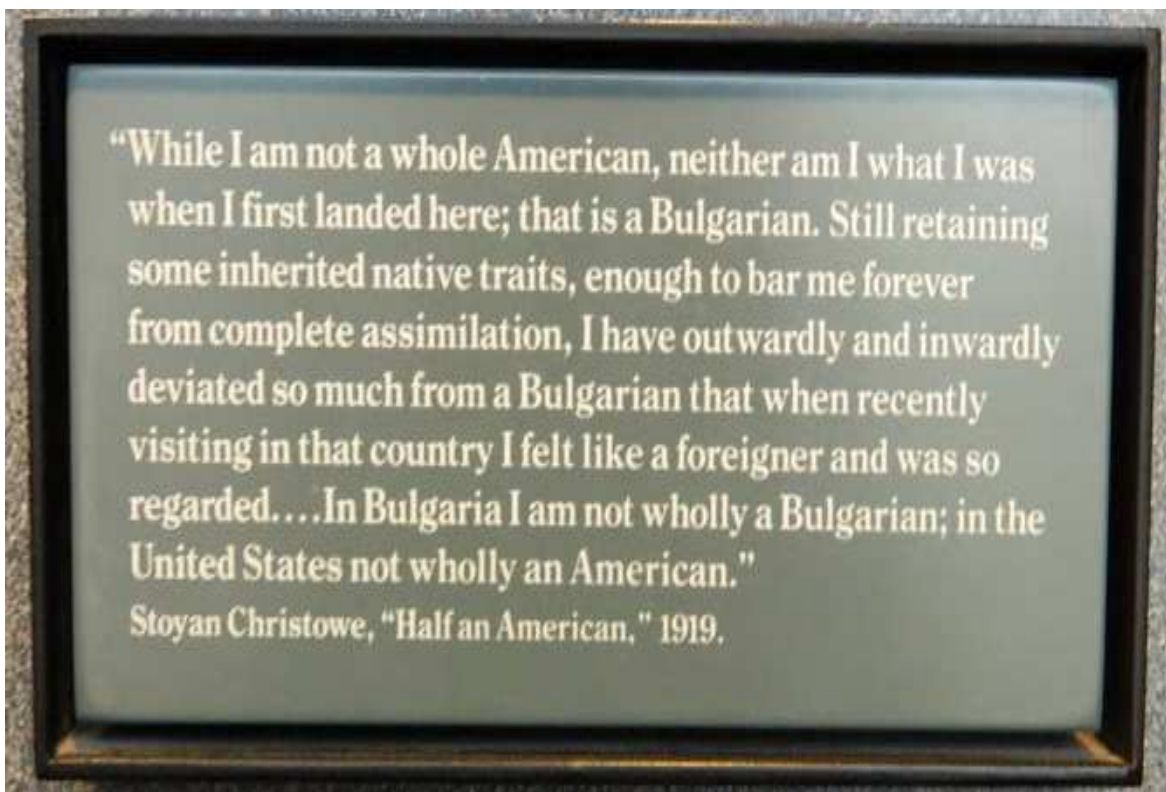 “While I am not a whole American, neither am I what I was
when I first landed here; that is a Bulgarian. Still retaining
some inherited native traits, enough to bar me forever
from complete assimilation, I have outwardly and inwardly
deviated so much from a Bulgarian that when recently
visiting in that country I felt like a foreigner and was so
regarded....In Bulgaria I am not wholly a Bulgarian; in the
United States not wholly an American.”
Stoyan Christowe, “Half an American,” 1919.